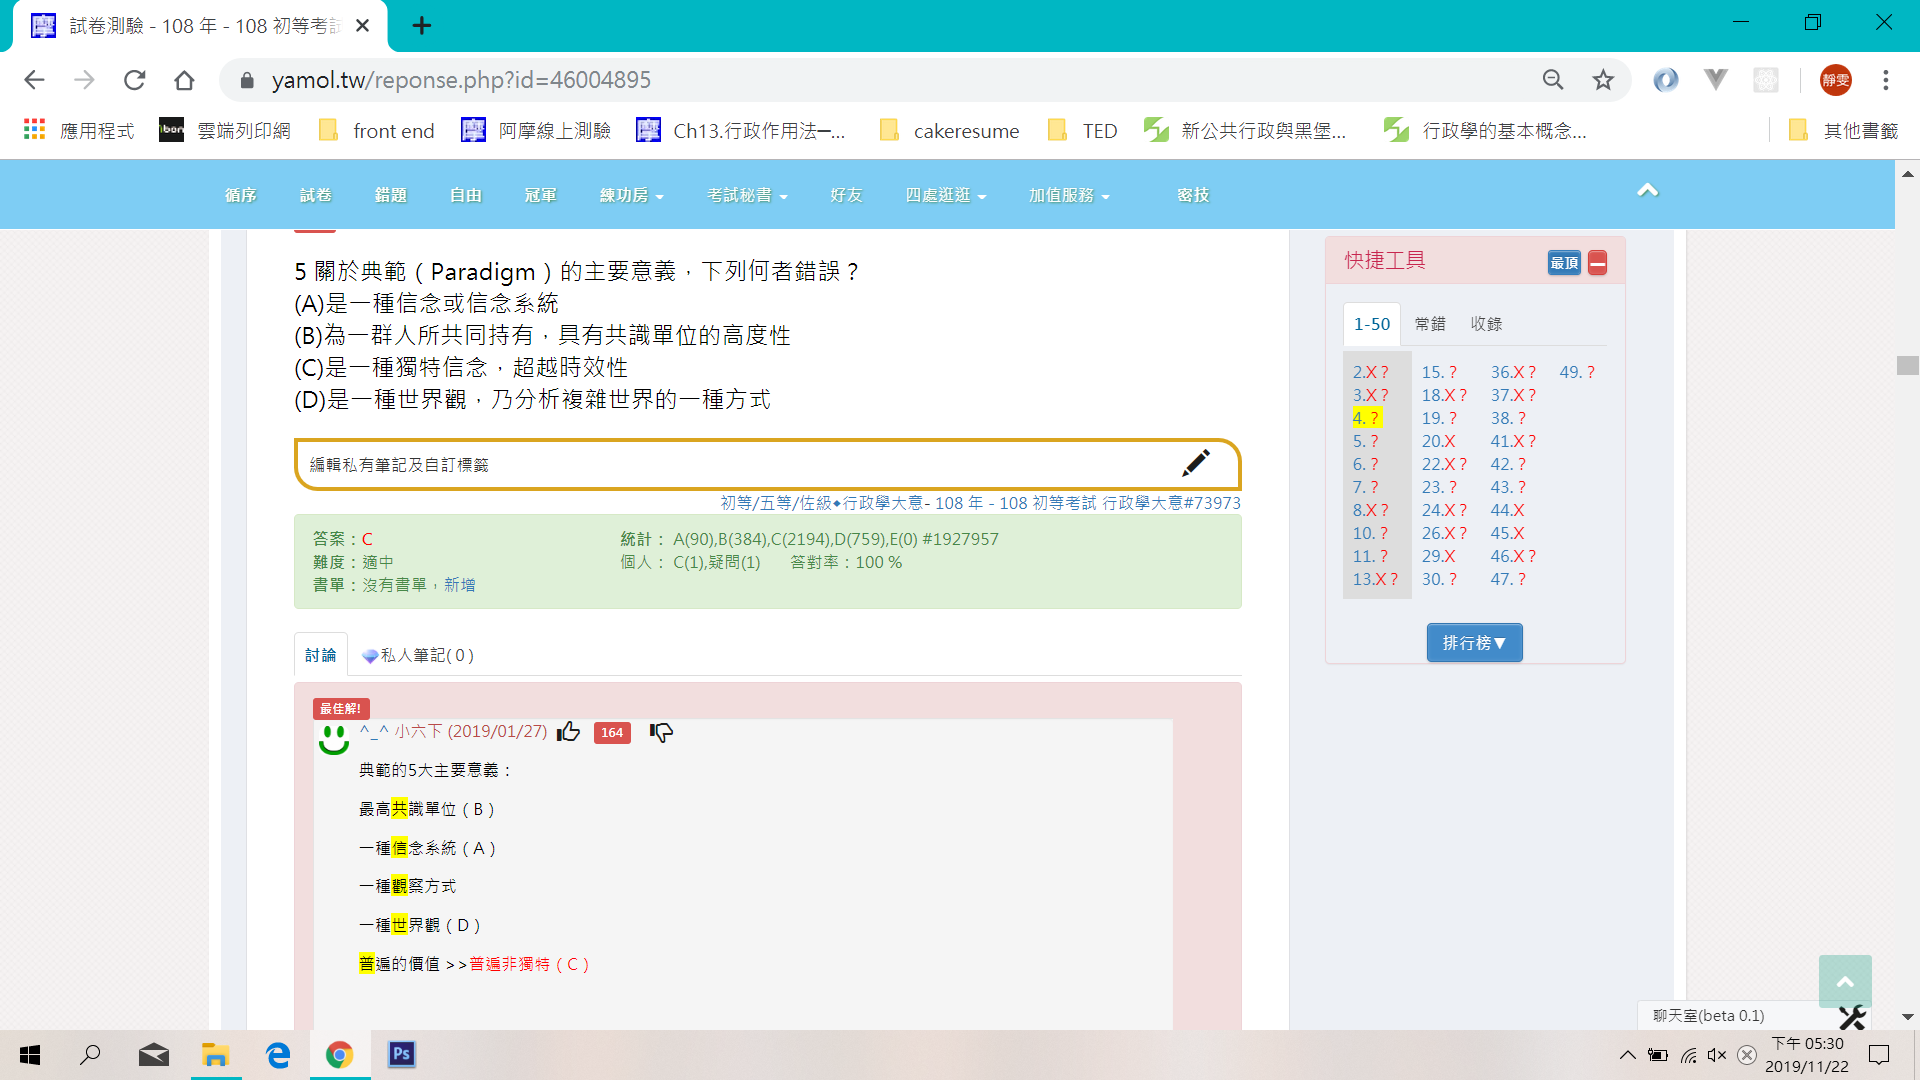 試卷測驗 - 108 年 - 108 初等考試
yamol.tw/reponse.php?id=46004895
靜雯
應用程式
ibon
雲端列印網
front end
阿摩線上測驗
Ch13.行政作用法—...
cakeresume
TED
新公共行政與黑堡...
行政學的基本概念...
其他書籤
循序
試卷
錯題
自由
冠軍
練功房
考試秘書
好友
四處逛逛
加值服務
密技
5 關於典範（Paradigm）的主要意義，下列何者錯誤？
(A)是一種信念或信念系統
(B)為一群人所共同持有，具有共識單位的高度性
(C)是一種獨特信念，超越時效性
(D)是一種世界觀，乃分析複雜世界的一種方式
編輯私有筆記及自訂標籤
初等/五等/佐級◆行政學大意- 108 年 - 108 初等考試 行政學大意#73973
答案：C
統計： A(90),B(384),C(2194),D(759),E(0) #1927957
難度：適中
個人： C(1),疑問(1) 答對率：100 %
書單：沒有書單，新增
討論
私人筆記( 0 )
最佳解!
^_^ 小六下 (2019/01/27)
164
典範的5大主要意義：
最高共識單位（B）
一種信念系統（A）
一種觀察方式
一種世界觀（D）
普遍的價值 >>普遍非獨特（C）
快捷工具
最頂
1-50
常錯
收錄
2.X ? 15. ? 36.X ? 49. ?
3.X ? 18.X ? 37.X ?
4. ? 19. ? 38. ?
5. ? 20.X 41.X ?
6. ? 22.X ? 42. ?
7. ? 23. ? 43. ?
8.X ? 24.X ? 44.X
10. ? 26.X ? 45.X
11. ? 29.X 46.X ?
13.X ? 30. ? 47. ?
排行榜▼
聊天室(beta 0.1)
Ps
下午 05:30
2019/11/22